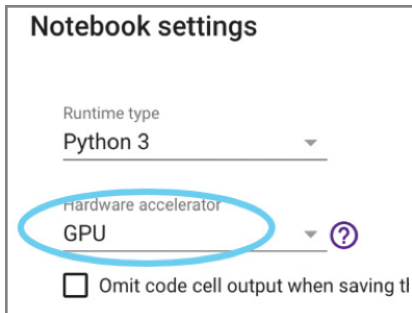 Notebook settings
Runtime type
Python 3
Hardware accelerator
GPU
?
Omit code cell output when saving